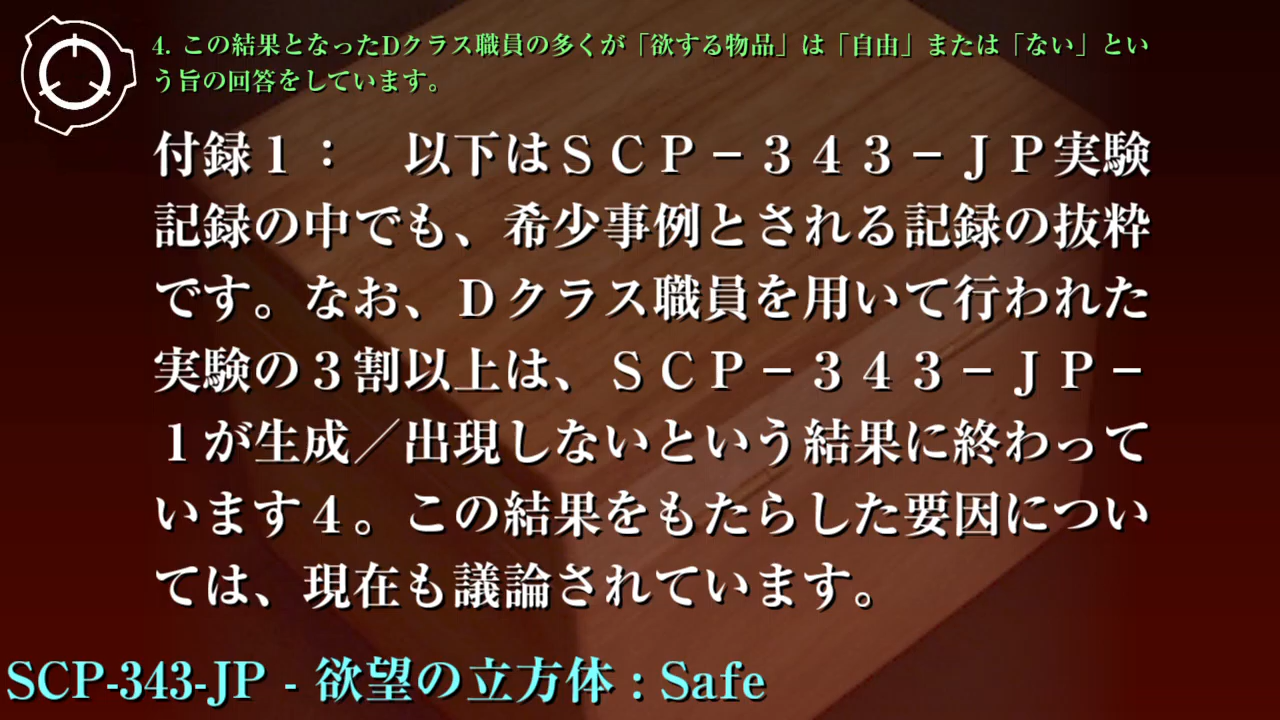 4. この結果となったDクラス職員の多くが「欲する物品」は「自由」または「ない」とい
う旨の回答をしています。
付録１：　以下はＳＣＰ－３４３－ＪＰ実験
記録の中でも、希少事例とされる記録の抜粋
です。なお、Ｄクラス職員を用いて行われた
実験の３割以上は、ＳＣＰ－３４３－ＪＰ－
１が生成／出現しないという結果に終わって
います４。この結果をもたらした要因につい
ては、現在も議論されています。
SCP-343-JP - 欲望の立方体 : Safe